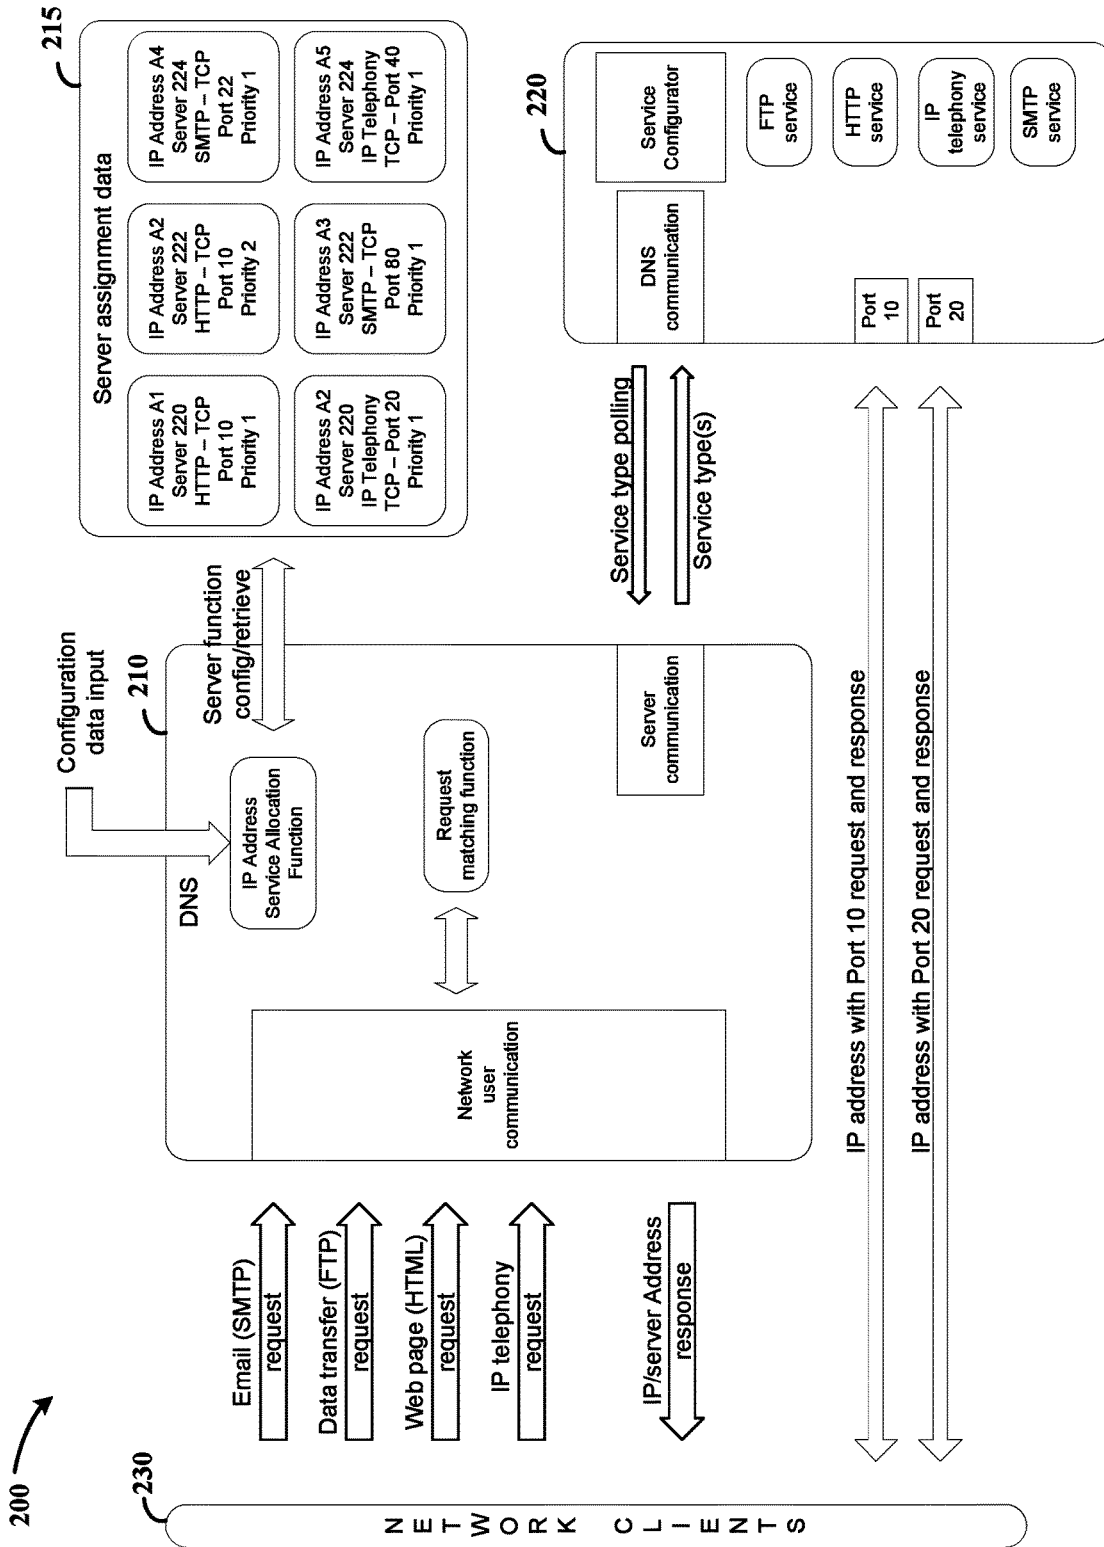 200
230
NETWORK CLIENTS
Email (SMTP)
request
Data transfer (FTP)
request
Web page (HTML)
request
IP telephony
request
IP/server Address
response
Configuration
data input
210
DNS
IP Address
Service Allocation
Function
Network
user
communication
Request
matching function
Server
communication
Server function
config/retrieve
215
Server assignment data
IP Address A1
Server 220
HTTP – TCP
Port 10
Priority 1
IP Address A2
Server 222
HTTP – TCP
Port 10
Priority 2
IP Address A4
Server 224
SMTP – TCP
Port 22
Priority 1
IP Address A2
Server 220
IP Telephony
TCP – Port 20
Priority 1
IP Address A3
Server 222
SMTP – TCP
Port 80
Priority 1
IP Address A5
Server 224
IP Telephony
TCP – Port 40
Priority 1
Service type polling
Service type(s)
220
DNS
communication
Service
Configurator
FTP
service
HTTP
service
IP
telephony
service
SMTP
service
Port
10
Port
20
IP address with Port 10 request and response
IP address with Port 20 request and response